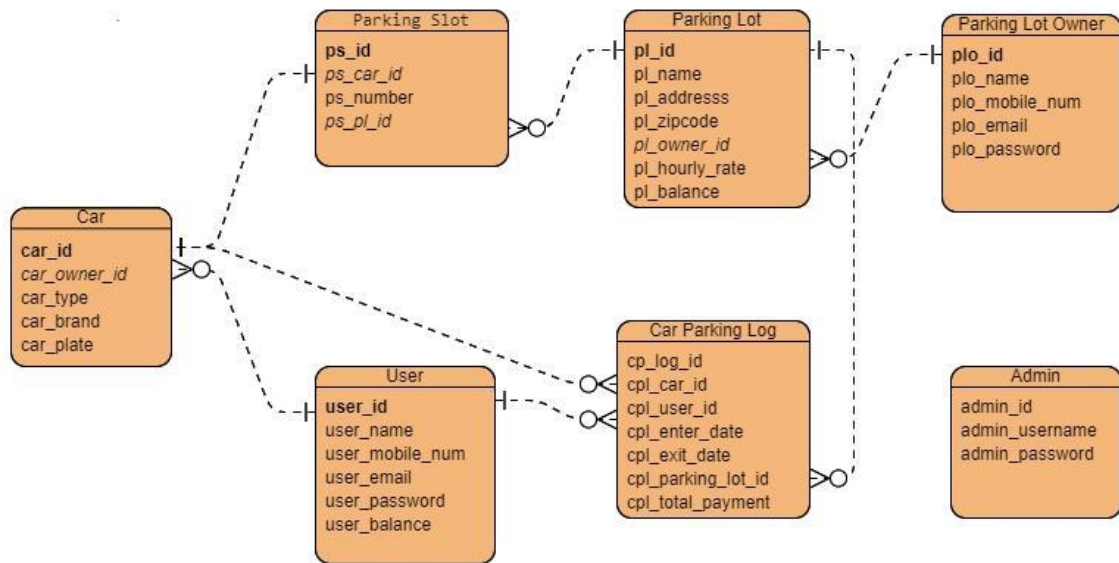 Parking Slot
ps_id
ps_car_id
ps_number
ps_pl_id
Parking Lot
pl_id
pl_name
pl_addresss
pl_zipcode
pl_owner_id
pl_hourly_rate
pl_balance
Parking Lot Owner
plo_id
plo_name
plo_mobile_num
plo_email
plo_password
Car
car_id
car_owner_id
car_type
car_brand
car_plate
User
user_id
user_name
user_mobile_num
user_email
user_password
user_balance
Car Parking Log
cp_log_id
cpl_car_id
cpl_user_id
cpl_enter_date
cpl_exit_date
cpl_parking_lot_id
cpl_total_payment
Admin
admin_id
admin_username
admin_password